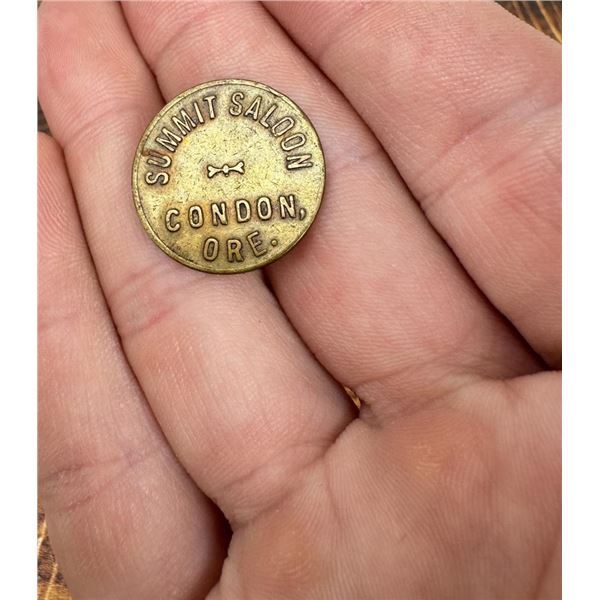 SUMMIT SALOON
CONDON,
ORE.